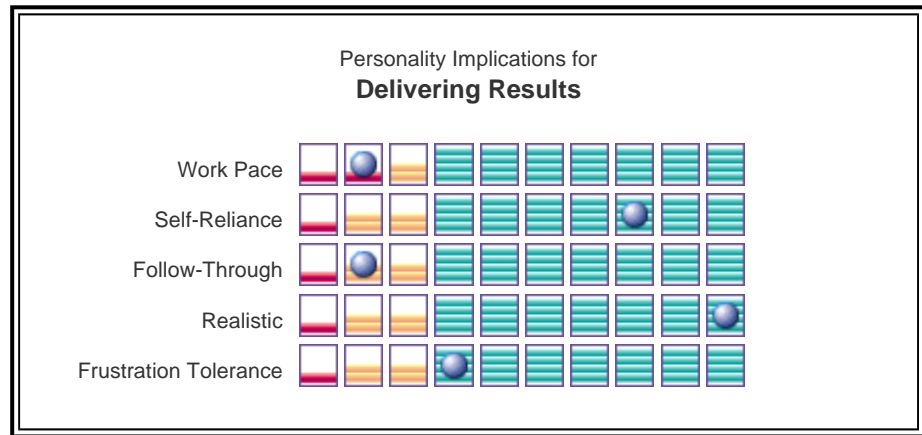 Personality Implications for
Delivering Results
Work Pace
Self-Reliance
Follow-Through
Realistic
Frustration Tolerance